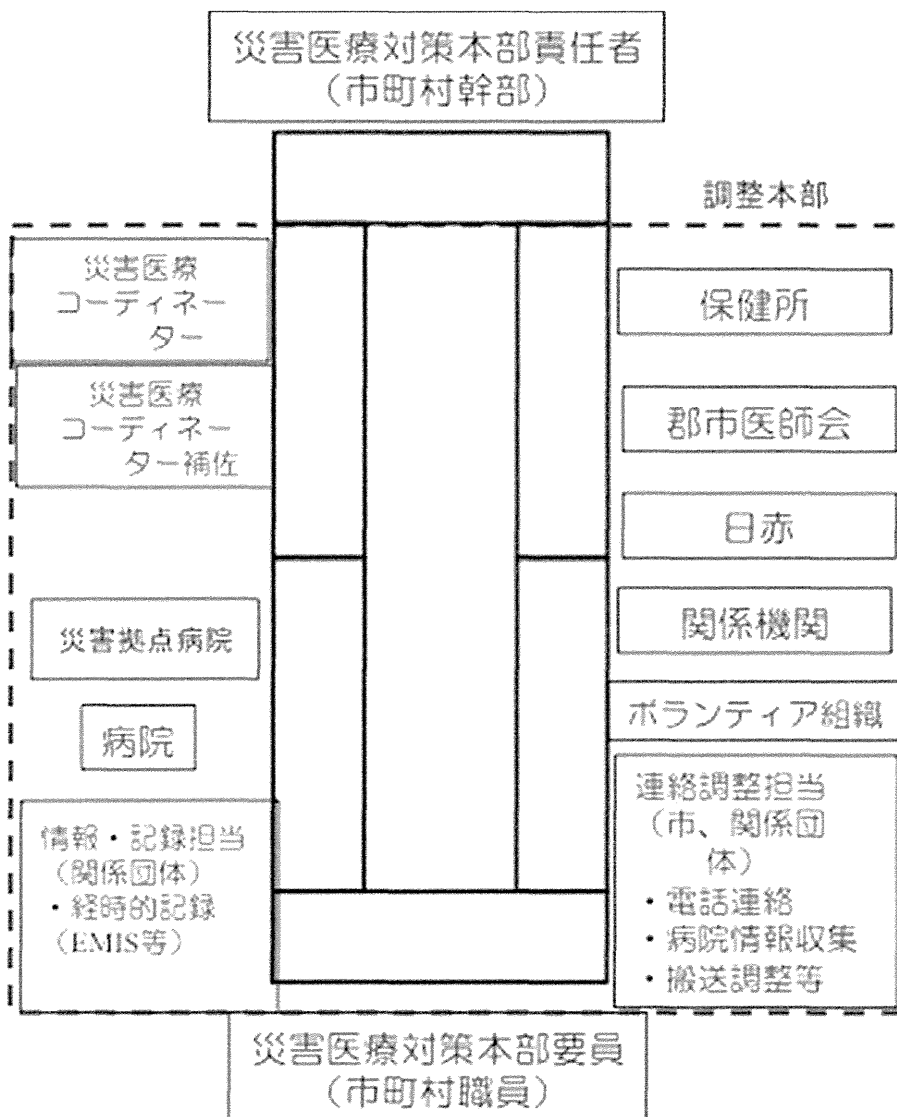 災害医療対策本部責任者
（市町村幹部）
調整本部
災害医療
コーディネー
ター
災害医療
コーディネー
ター補佐
災害拠点病院
病院
情報・記録担当
（関係団体）
・経時的記録
（EMIS等）
保健所
郡市医師会
日赤
関係機関
ボランティア組織
連絡調整担当
（市、関係団
体）
・電話連絡
・病院情報収集
・搬送調整等
災害医療対策本部要員
（市町村職員）